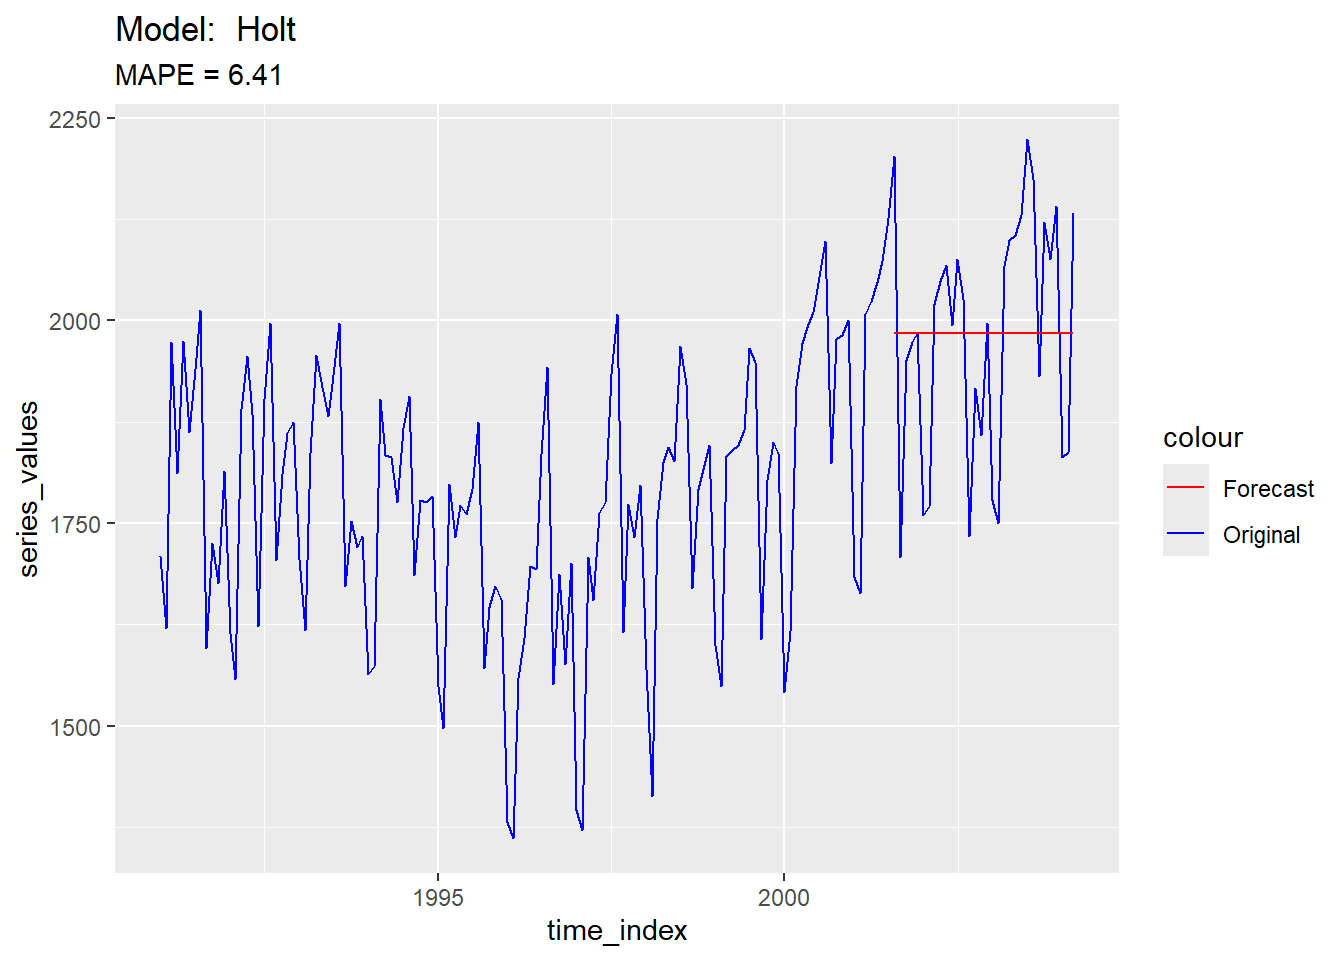 Model:  Holt
MAPE = 6.41
2250
2000
1750
1500
series_values
1995
2000
time_index
colour
Forecast
Original